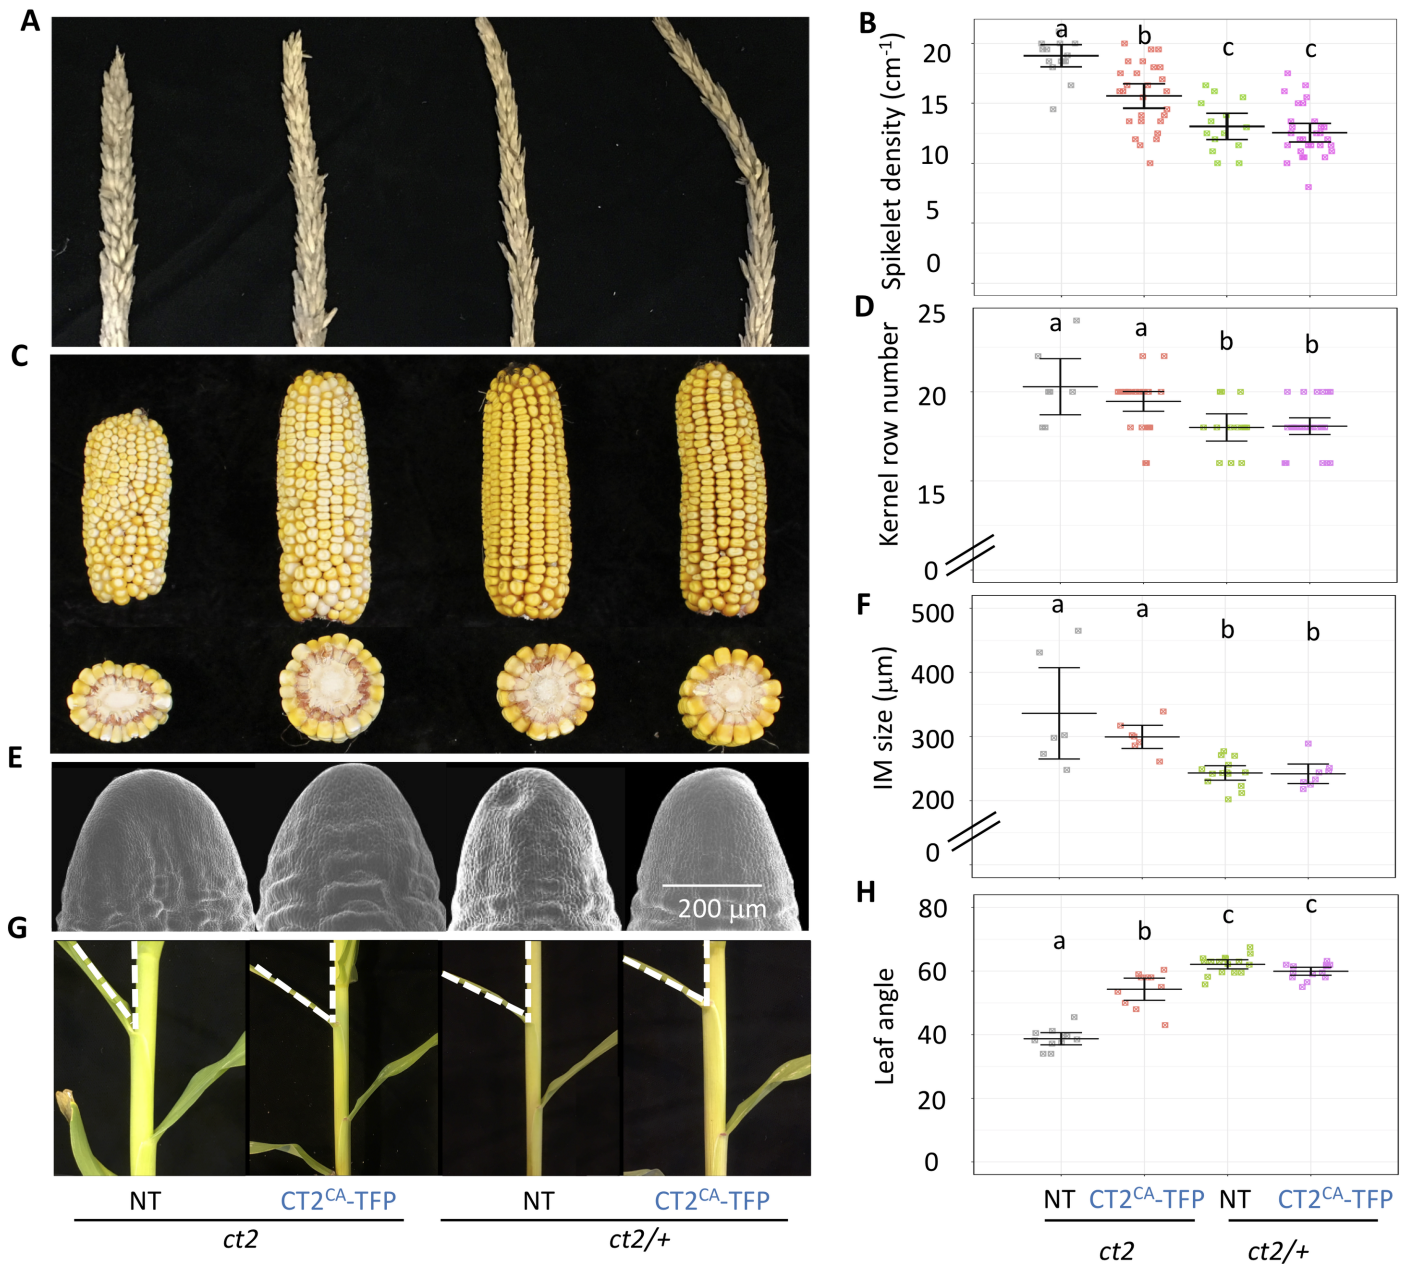 A
B
Spikelet density (cm-1)
20
15
10
5
0
a
b
c
c
C
D
Kernel row number
25
20
15
0
a
a
b
b
E
200 µm
F
IM size (µm)
500
400
300
200
0
a
a
b
b
G
H
Leaf angle
80
60
40
20
0
a
b
c
c
NT CT2CA-TFP NT CT2CA-TFP
ct2 ct2/+
NT CT2CA-TFP NT CT2CA-TFP
ct2 ct2/+